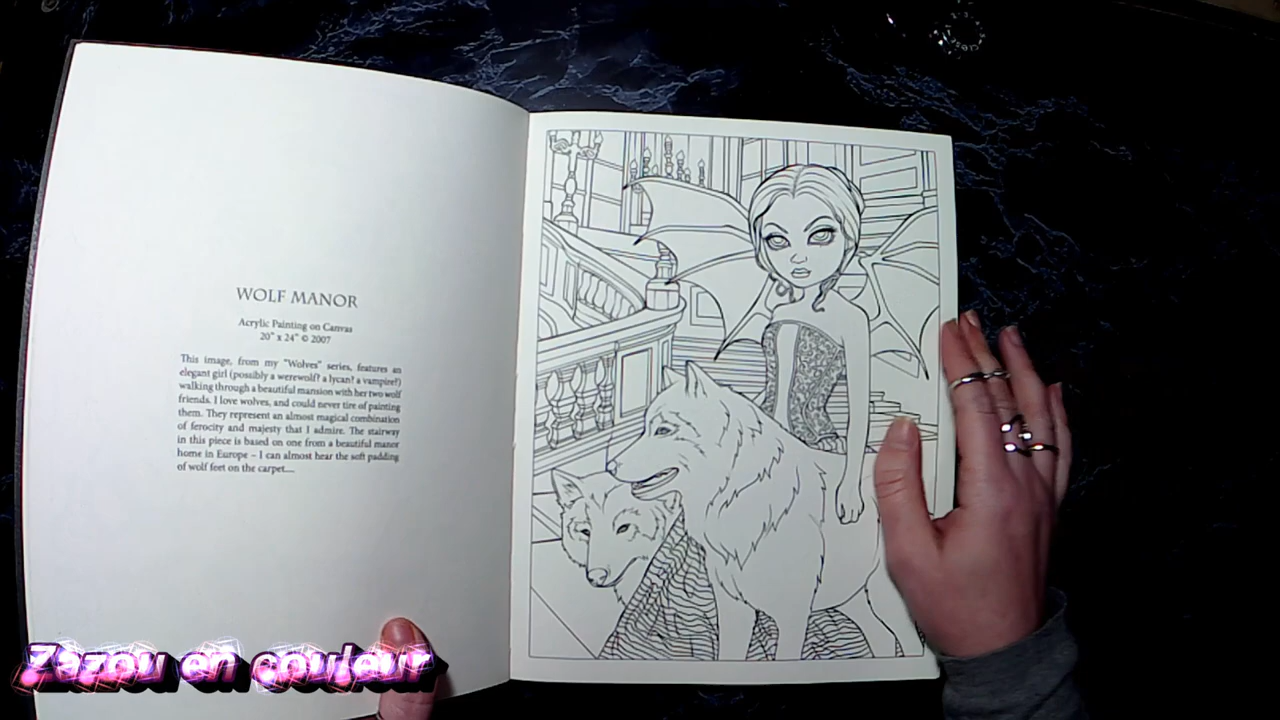 WOLF MANOR
Acrylic Painting on Canvas
20" x 24" © 2007
This image, from my "Wolves" series, features an
elegant girl (possibly a werewolf? a lycan? a vampire?)
walking through a beautiful mansion with her two wolf
friends. I love wolves, and could never tire of painting
them. They represent an almost magical combination
of ferocity and majesty that I admire. The stairway
in this piece is based on one from a beautiful manor
home in Europe – I can almost hear the soft padding
of wolf feet on the carpet....
Zazou en couleur